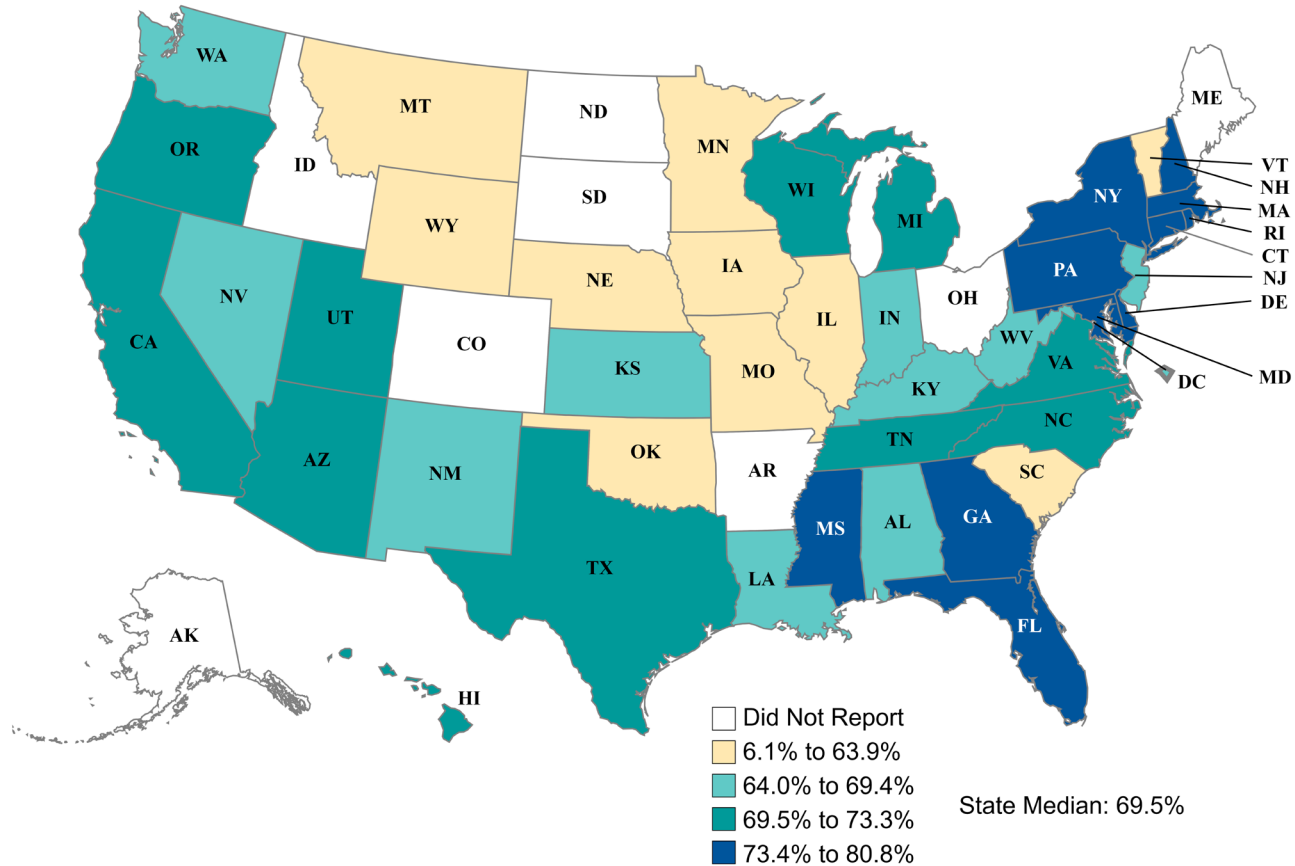 WA
MT
ND
MN
ME
OR
ID
SD
WI
MI
NY
VT
NH
MA
RI
CT
NJ
DE
MD
DC
WY
IA
NE
PA
NV
UT
CO
IL
IN
OH
WV
VA
CA
KS
MO
KY
NC
AZ
NM
OK
AR
TN
SC
MS
AL
GA
TX
LA
FL
AK
HI
Did Not Report
6.1% to 63.9%
64.0% to 69.4%
69.5% to 73.3%
73.4% to 80.8%
State Median: 69.5%